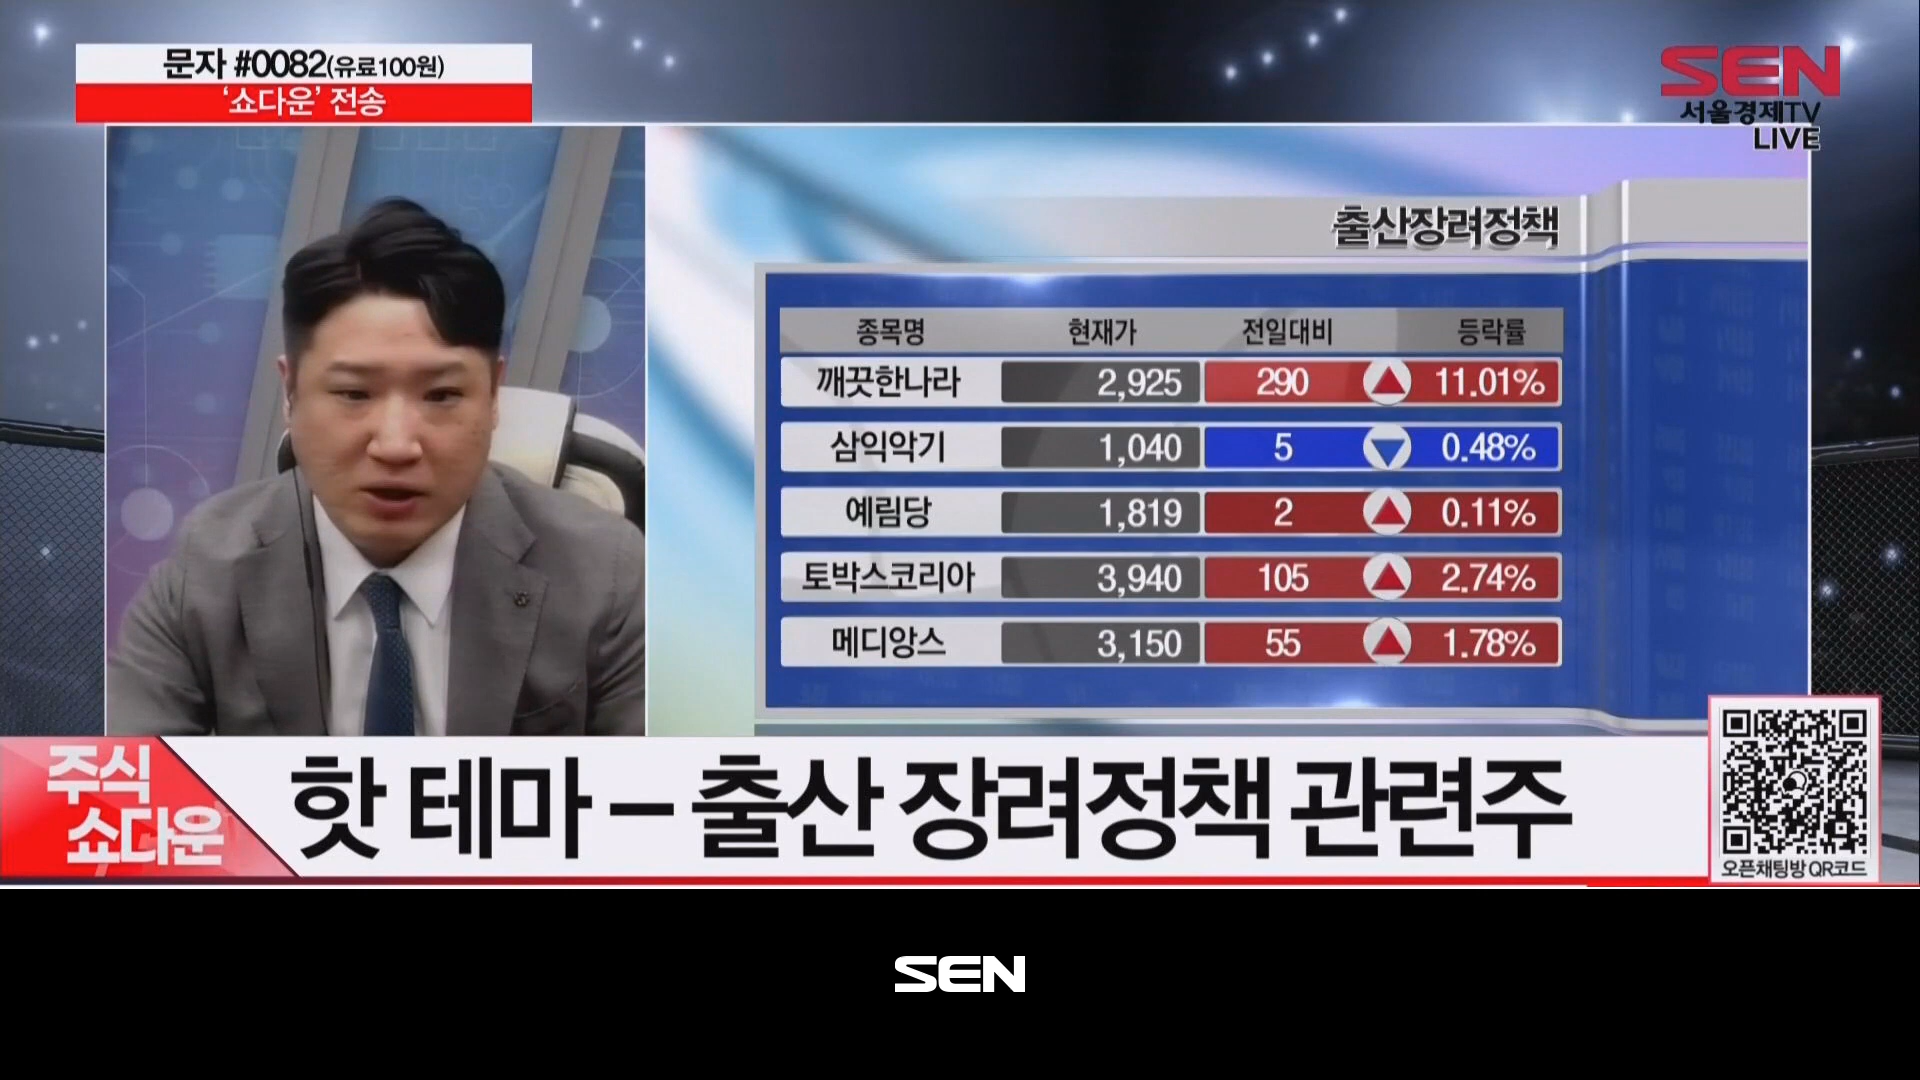 문자 #0082(유료100원)
‘쇼다운’ 전송
SEN
서울경제TV
LIVE
출산장려정책
종목명 현재가 전일대비 등락률
깨끗한나라 2,925 290 ▲ 11.01%
삼익악기 1,040 5 ▼ 0.48%
예림당 1,819 2 ▲ 0.11%
토박스코리아 3,940 105 ▲ 2.74%
메디앙스 3,150 55 ▲ 1.78%
주식
쇼다운
핫 테마 – 출산 장려정책 관련주
오픈채팅방 QR코드
SEN